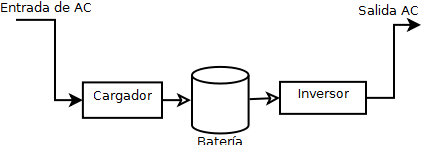 Entrada de AC
Salida AC
Cargador
Inversor
Batería